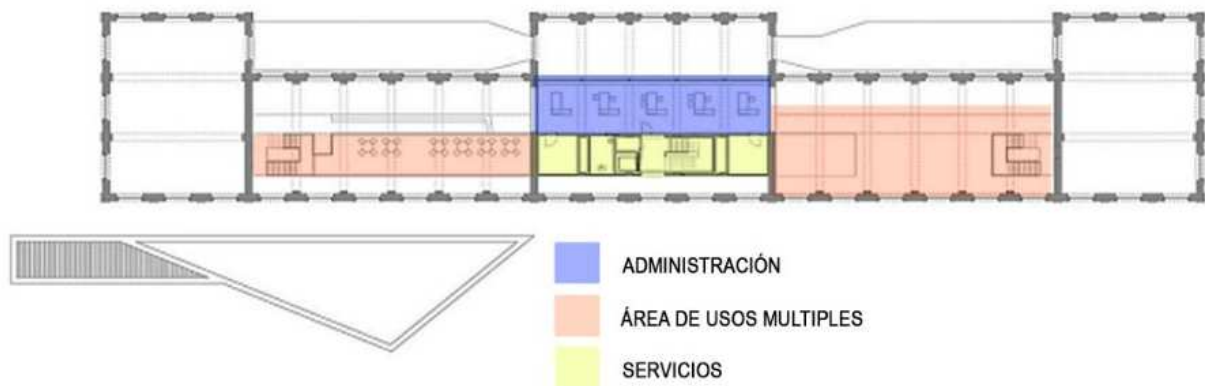 ADMINISTRACIÓN
ÁREA DE USOS MULTIPLES
SERVICIOS